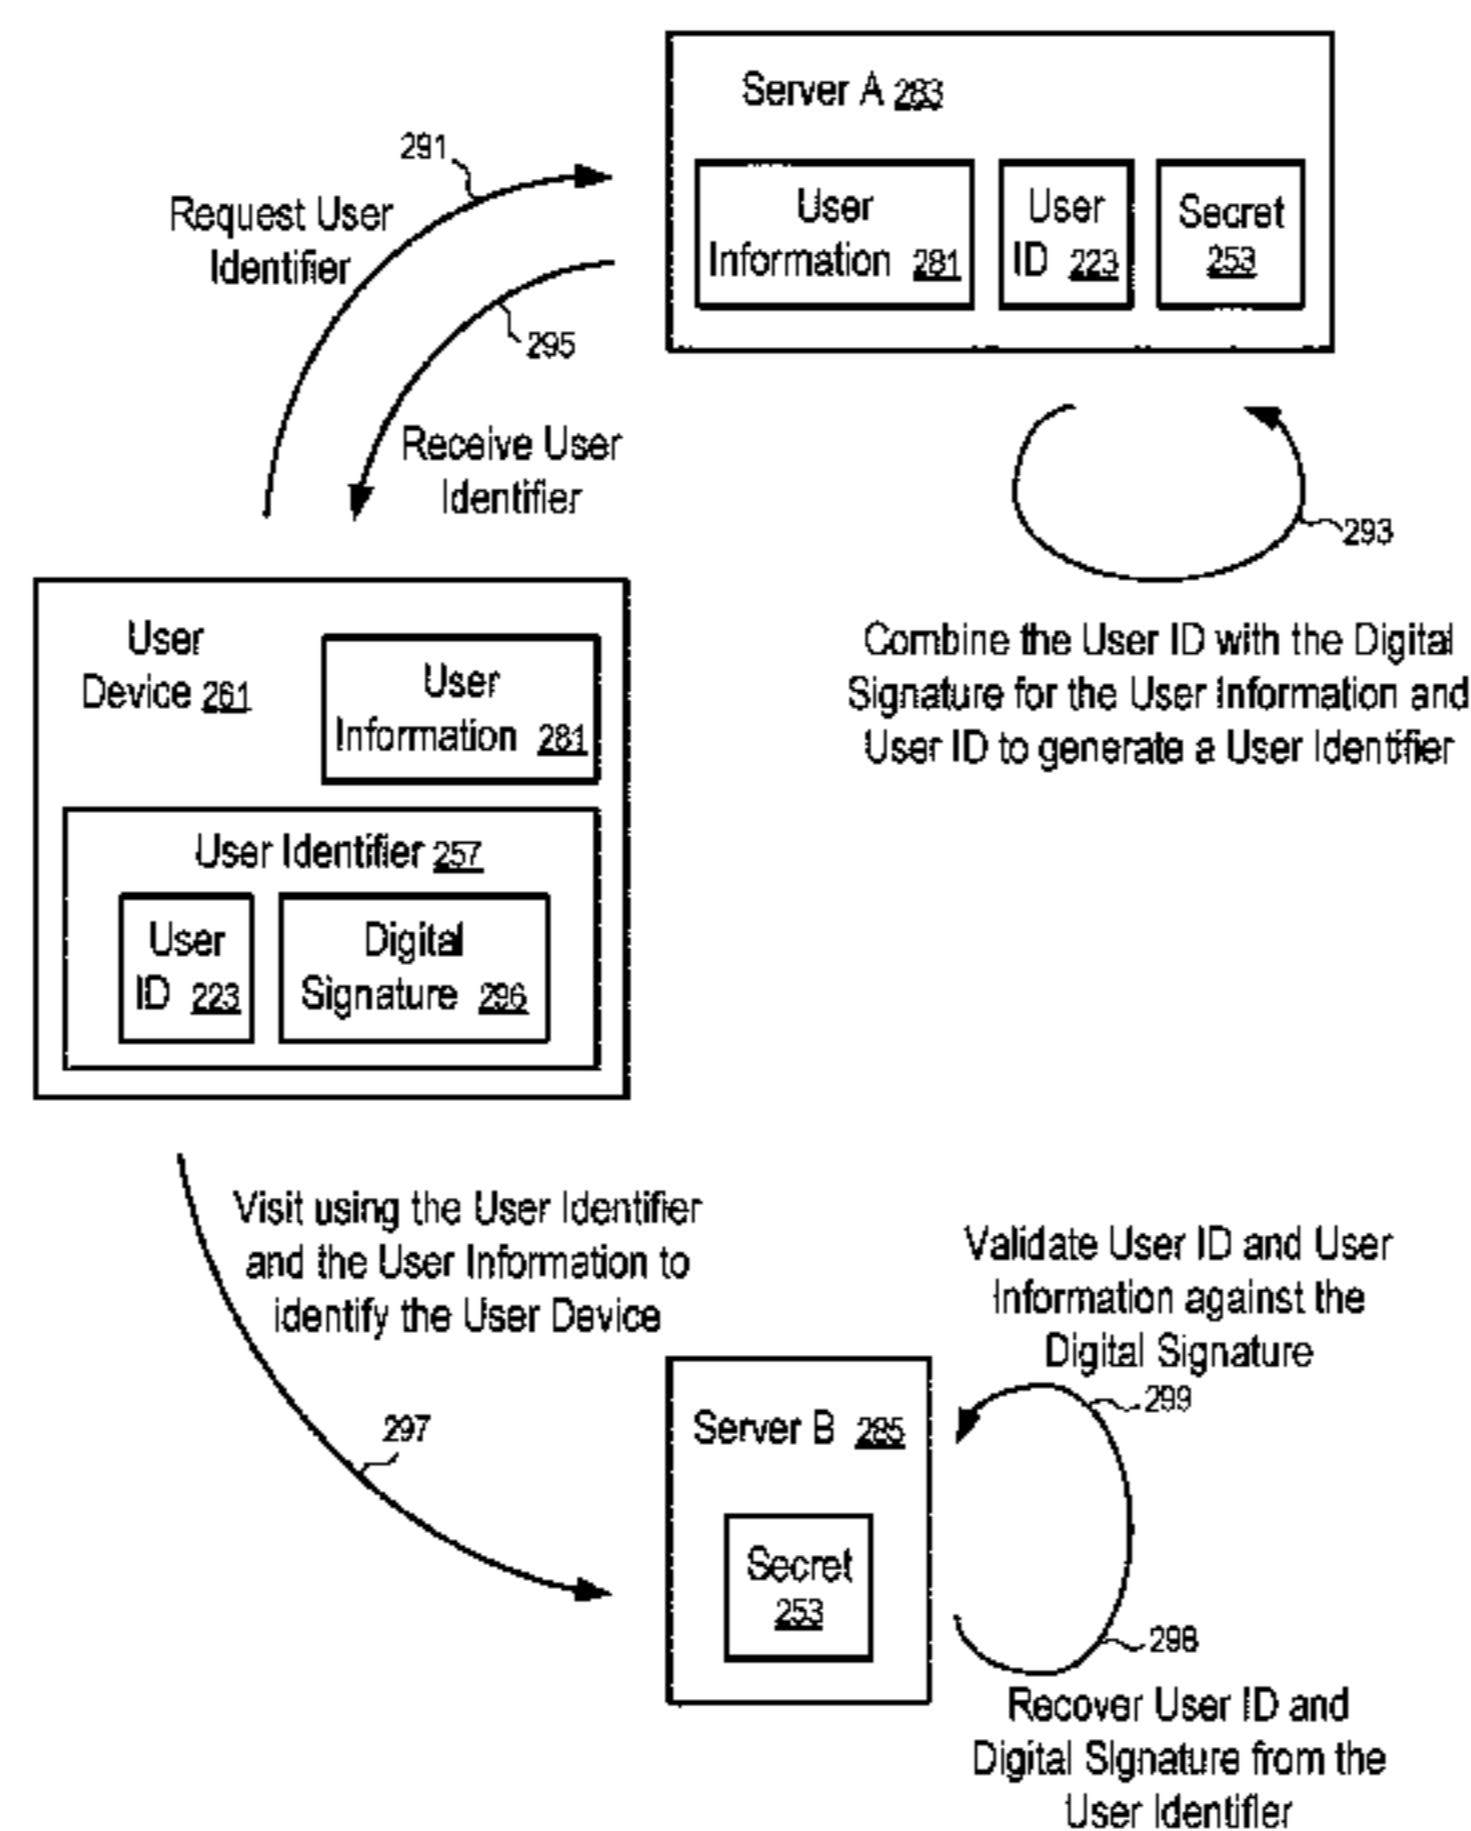 Server A 283
User
Information 281
User
ID 223
Secret
253
291
Request User
Identifier
295
Receive User
Identifier
293
Combine the User ID with the Digital
Signature for the User Information and
User ID to generate a User Identifier
User
Device 261
User
Information 281
User Identifier 257
User
ID 223
Digital
Signature 296
Visit using the User Identifier
and the User Information to
identify the User Device
297
Validate User ID and User
Information against the
Digital Signature
299
Server B 285
Secret
253
298
Recover User ID and
Digital Signature from the
User Identifier